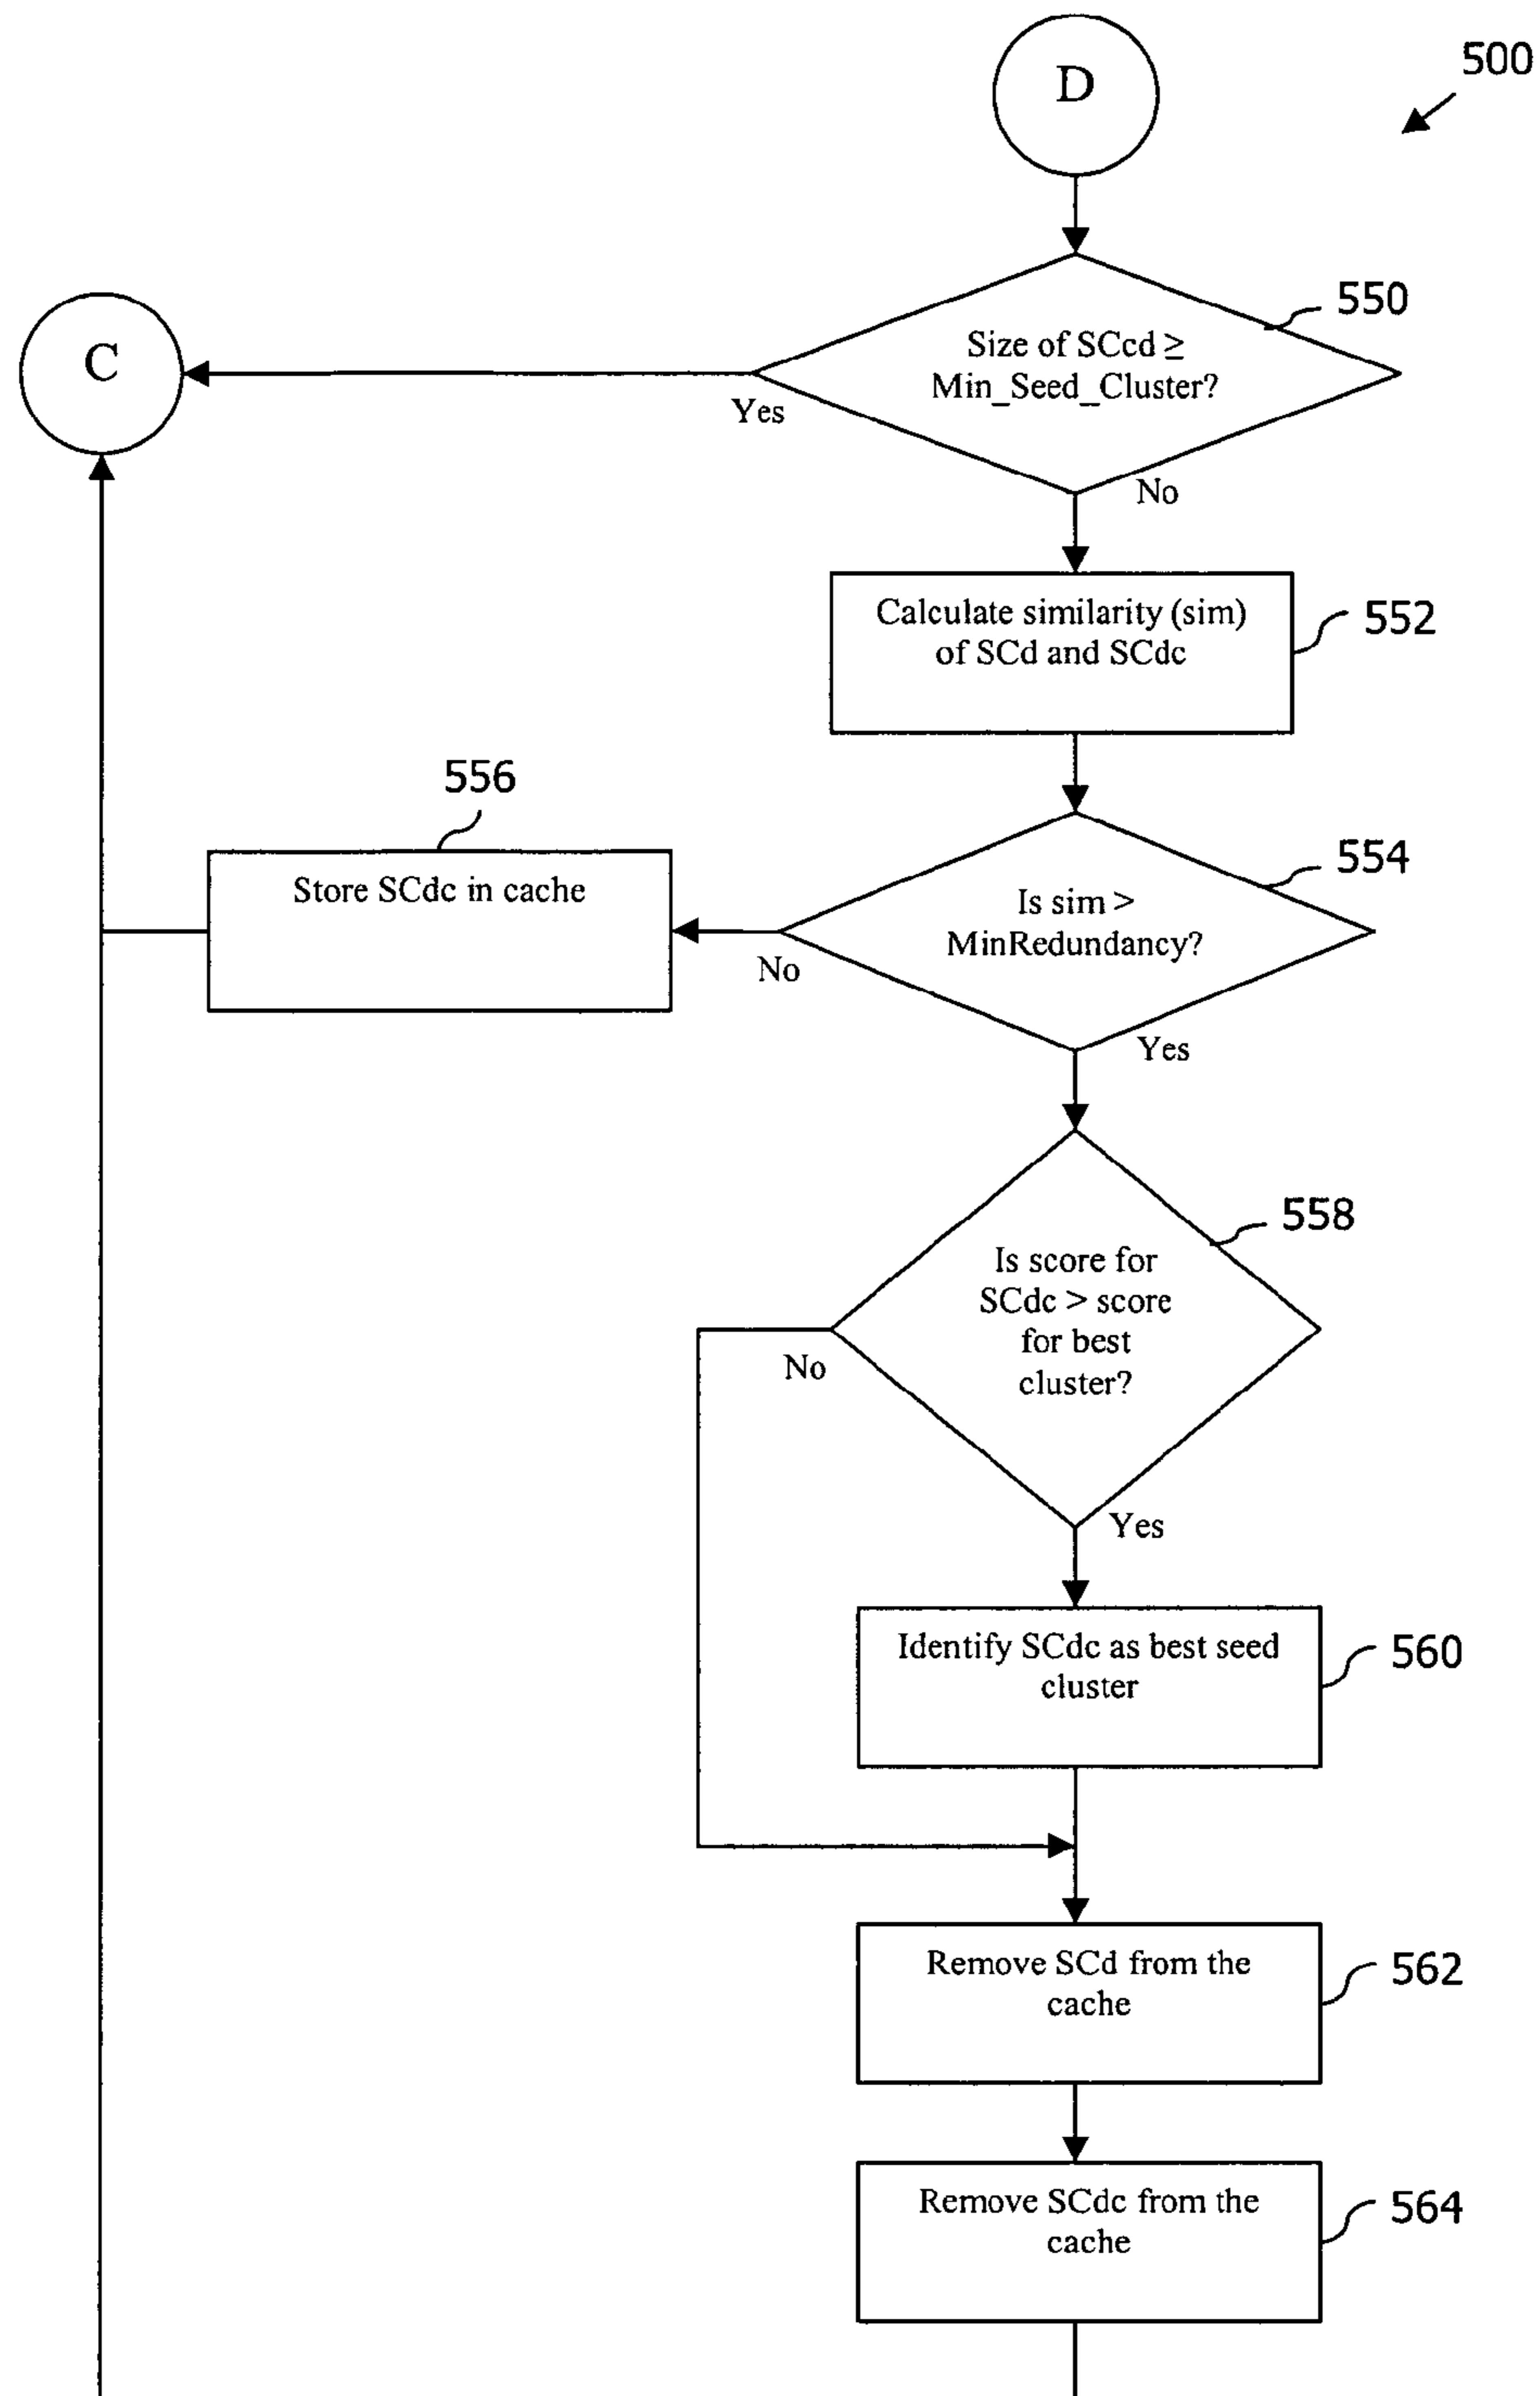 D
500
550
Size of SCcd ≥
Min_Seed_Cluster?
C
Yes
No
Calculate similarity (sim)
of SCd and SCdc
552
556
554
Store SCdc in cache
Is sim >
MinRedundancy?
No
Yes
558
Is score for
SCdc > score
for best
cluster?
No
Yes
Identify SCdc as best seed
cluster
560
Remove SCd from the
cache
562
Remove SCdc from the
cache
564